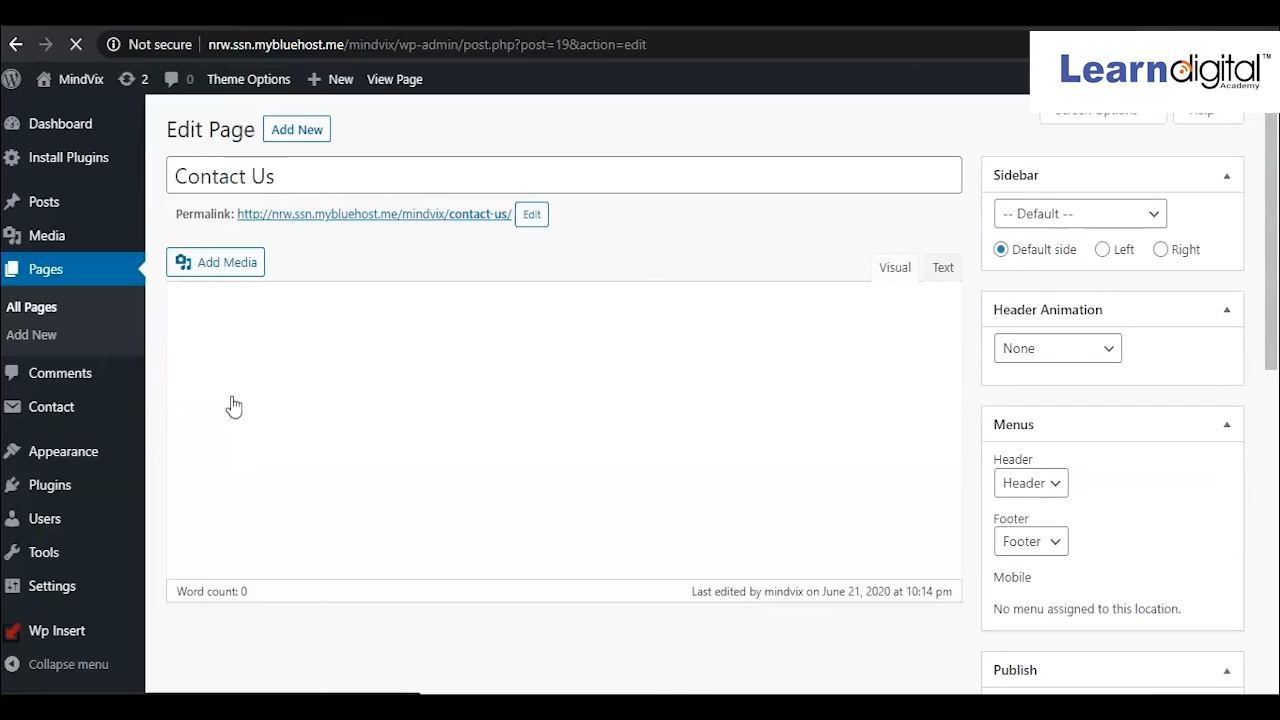 Not secure nrw.ssn.mybluehost.me/mindvix/wp-admin/post.php?post=19&action=edit
Learndigital™
Academy
MindVix 2 0 Theme Options New View Page
Dashboard
Install Plugins
Posts
Media
Pages
All Pages
Add New
Comments
Contact
Appearance
Plugins
Users
Tools
Settings
Wp Insert
Collapse menu
Screen Options Help
Edit Page Add New
Contact Us
Permalink: http://nrw.ssn.mybluehost.me/mindvix/contact-us/ Edit
Add Media
Visual Text
Word count: 0
Last edited by mindvix on June 21, 2020 at 10:14 pm
Sidebar
-- Default --
Default side Left Right
Header Animation
None
Menus
Header
Header
Footer
Footer
Mobile
No menu assigned to this location.
Publish